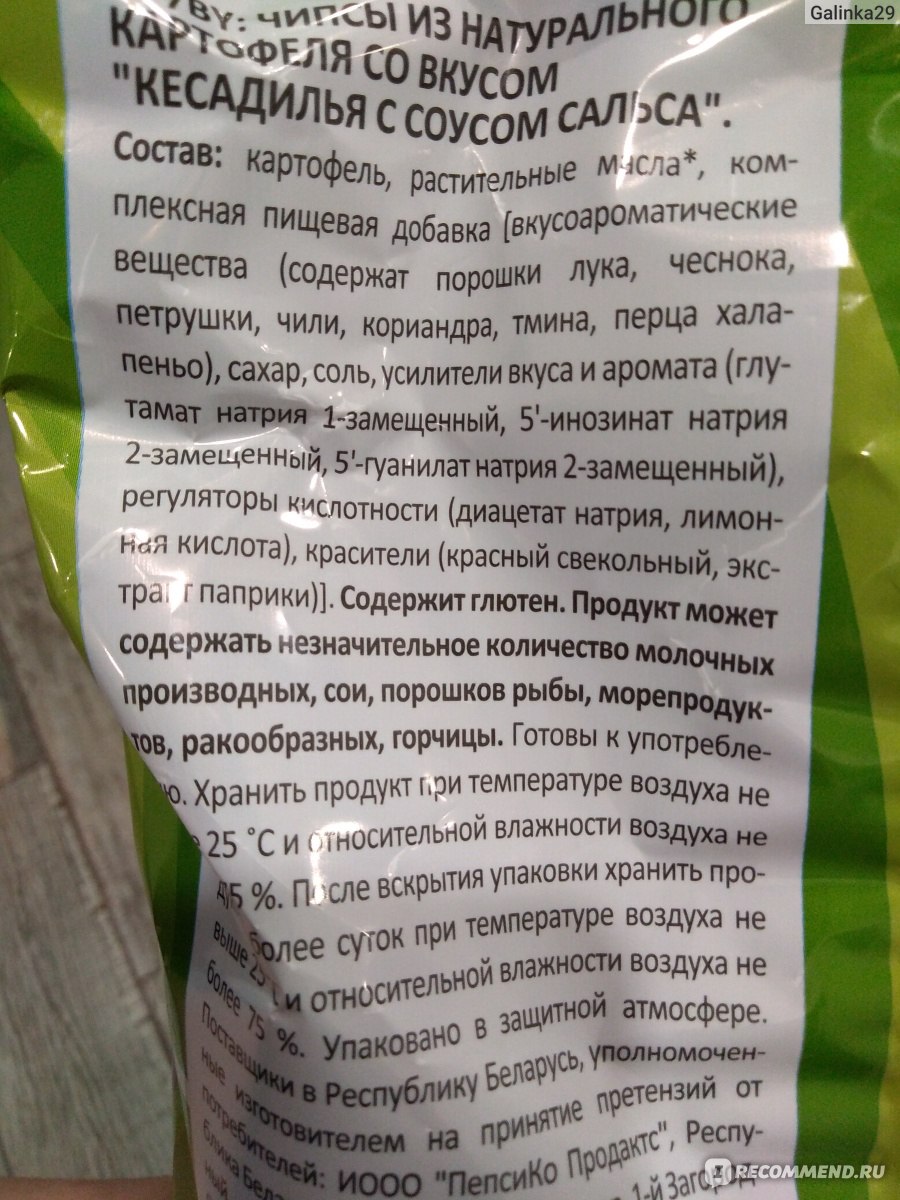 Galinka29
BY: ЧИПСЫ ИЗ НАТУРАЛЬНОГО
КАРТОФЕЛЯ СО ВКУСОМ
"КЕСАДИЛЬЯ С СОУСОМ САЛЬСА".
Состав: картофель, растительные масла*, ком-
плексная пищевая добавка [вкусоароматические
вещества (содержат порошки лука, чеснока,
петрушки, чили, кориандра, тмина, перца хала-
пеньо), сахар, соль, усилители вкуса и аромата (глу-
тамат натрия 1-замещенный, 5'-инозинат натрия
2-замещенный, 5'-гуанилат натрия 2-замещенный),
регуляторы кислотности (диацетат натрия, лимон-
ная кислота), красители (красный свекольный, экс-
тракт паприки)]. Содержит глютен. Продукт может
содержать незначительное количество молочных
производных, сои, порошков рыбы, морепродук-
тов, ракообразных, горчицы. Готовы к употребле-
ю. Хранить продукт при температуре воздуха не
25 °C и относительной влажности воздуха не
5 %. После вскрытия упаковки хранить про-
более суток при температуре воздуха не
выше 25 и относительной влажности воздуха не
более 75 %. Упаковано в защитной атмосфере.
Поставщики в Республику Беларусь, уполномочен-
ные изготовителем на принятие претензий от
потребителей: ИООО "ПепсиКо Продактс", Респу-
блика 1-й Загород
RECOMMEND.RU